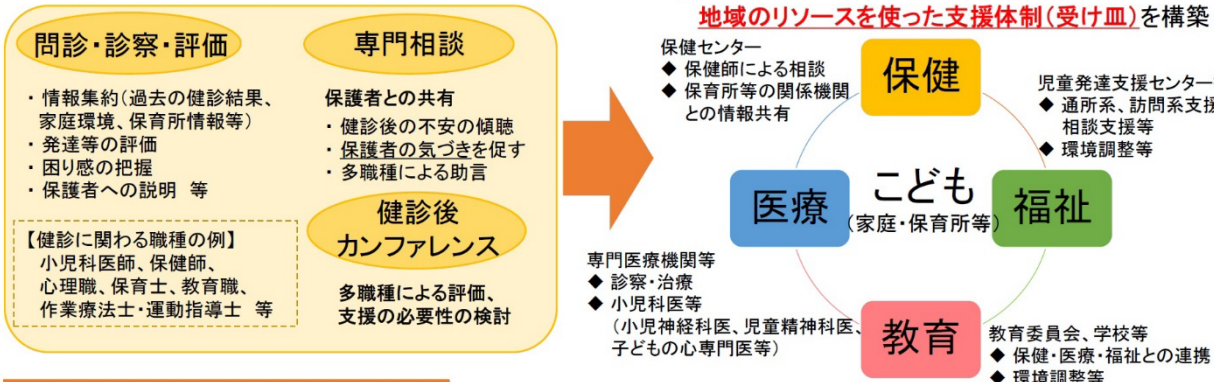 問診・診察・評価
・情報集約(過去の健診結果、
家庭環境、保育所情報等)
・発達等の評価
・困り感の把握
・保護者への説明 等
【健診に関わる職種の例】
小児科医師、保健師、
心理職、保育士、教育職、
作業療法士・運動指導士 等
専門相談
保護者との共有
・健診後の不安の傾聴
・保護者の気づきを促す
・多職種による助言
健診後
カンファレンス
多職種による評価、
支援の必要性の検討
地域のリソースを使った支援体制(受け皿)を構築
保健センター
◆ 保健師による相談
◆ 保育所等の関係機関
との情報共有
保健
児童発達支援センター
◆ 通所系、訪問系支援
相談支援等
◆ 環境調整等
医療
こども
(家庭・保育所等)
福祉
専門医療機関等
◆ 診察・治療
◆ 小児科医等
(小児神経科医、児童精神科医、
子どもの心専門医等)
教育
教育委員会、学校等
◆ 保健・医療・福祉との連携
◆ 環境調整等